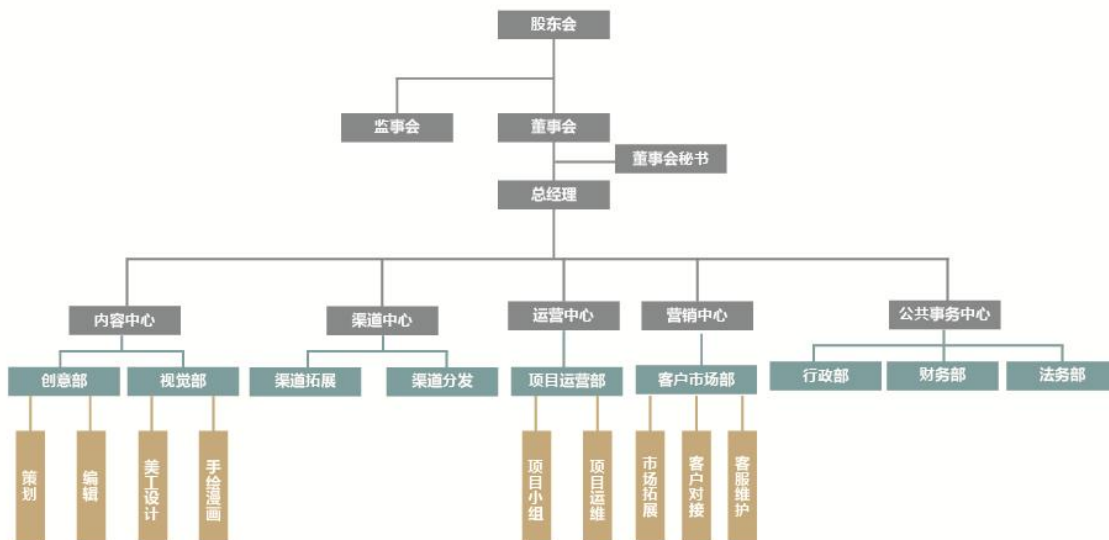 股东会
监事会
董事会
董事会秘书
总经理
内容中心
渠道中心
运营中心
营销中心
公共事务中心
创意部
视觉部
渠道拓展
渠道分发
项目运营部
客户市场部
行政部
财务部
法务部
策划
编辑
美工设计
手绘漫画
项目小组
项目运维
市场拓展
客户对接
客服维护